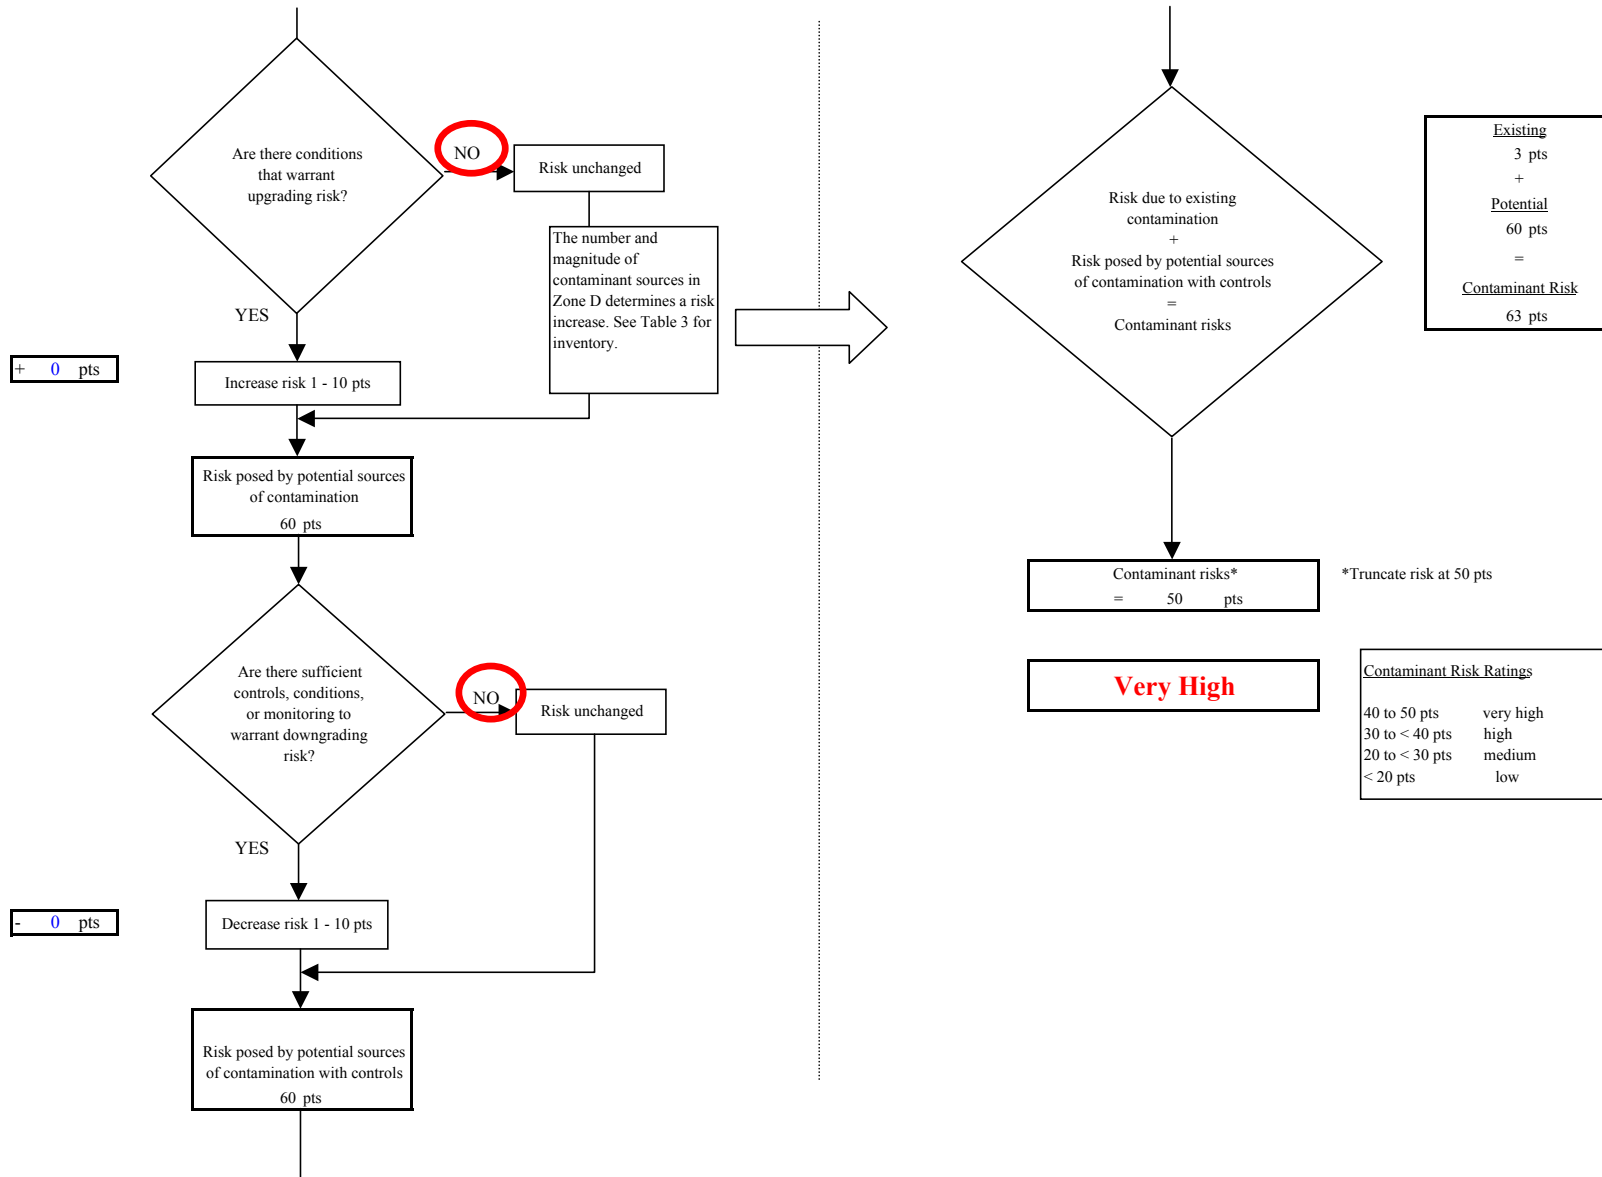 Are there conditions
that warrant
upgrading risk?
NO
Risk unchanged
The number and
magnitude of
contaminant sources in
Zone D determines a risk
increase. See Table 3 for
inventory.
YES
+ 0 pts
Increase risk 1 - 10 pts
Risk posed by potential sources
of contamination
60 pts
Are there sufficient
controls, conditions,
or monitoring to
warrant downgrading
risk?
NO
Risk unchanged
YES
- 0 pts
Decrease risk 1 - 10 pts
Risk posed by potential sources
of contamination with controls
60 pts
Risk due to existing
contamination
+
Risk posed by potential sources
of contamination with controls
=
Contaminant risks
Existing
3 pts
+
Potential
60 pts
=
Contaminant Risk
63 pts
Contaminant risks*
= 50 pts
*Truncate risk at 50 pts
Very High
Contaminant Risk Ratings
40 to 50 pts very high
30 to < 40 pts high
20 to < 30 pts medium
< 20 pts low